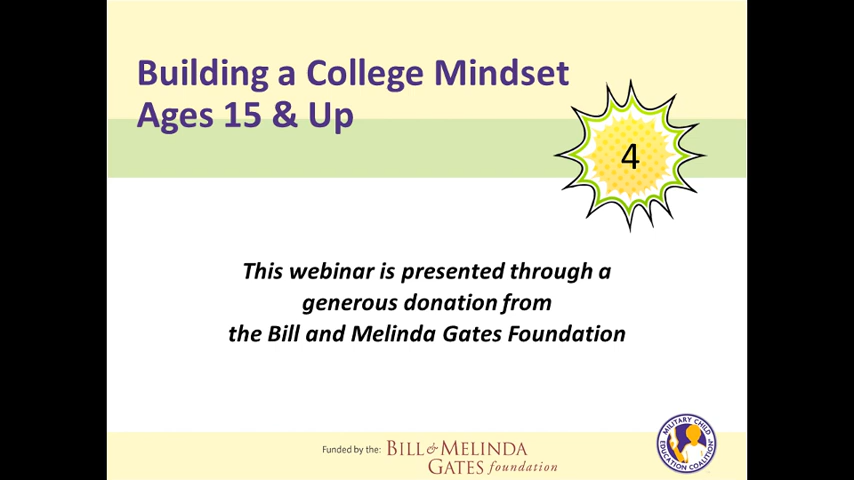 Building a College Mindset
Ages 15 & Up
4
This webinar is presented through a
generous donation from
the Bill and Melinda Gates Foundation
Funded by the: BILL & MELINDA
GATES foundation
MILITARY CHILD
EDUCATION COALITION